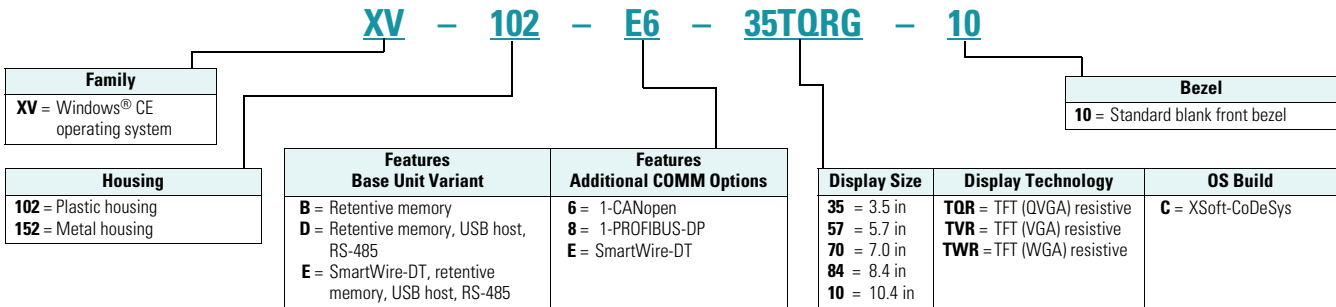 XV – 102 – E6 – 35TQRG – 10
Family
XV = Windows® CE
operating system
Bezel
10 = Standard blank front bezel
Housing
102 = Plastic housing
152 = Metal housing
Features
Base Unit Variant
B = Retentive memory
D = Retentive memory, USB host,
RS-485
E = SmartWire-DT, retentive
memory, USB host, RS-485
Features
Additional COMM Options
6 = 1-CANopen
8 = 1-PROFIBUS-DP
E = SmartWire-DT
Display Size
35 = 3.5 in
57 = 5.7 in
70 = 7.0 in
84 = 8.4 in
10 = 10.4 in
Display Technology
TQR = TFT (QVGA) resistive
TVR = TFT (VGA) resistive
TWR = TFT (WGA) resistive
OS Build
C = XSoft-CoDeSys